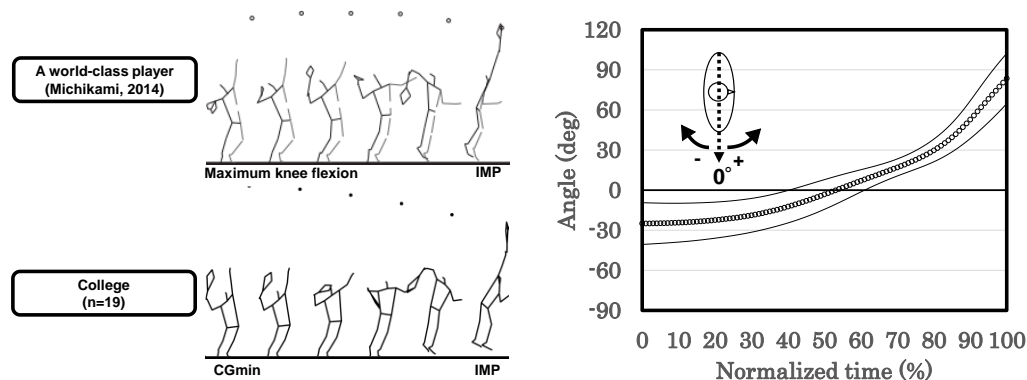 A world-class player
(Michikami, 2014)
Maximum knee flexion
IMP
College
(n=19)
CGmin
IMP
Angle (deg)
120
90
60
30
0
-30
-60
-90
- +
0°
0 10 20 30 40 50 60 70 80 90 100
Normalized time (%)